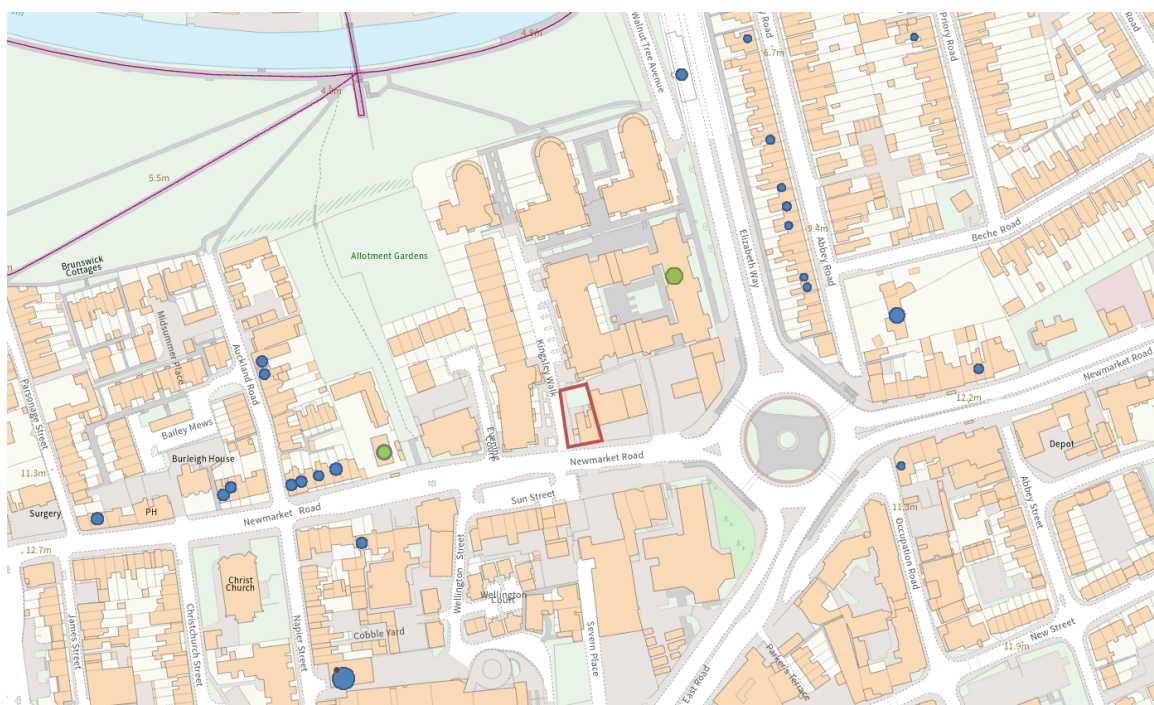 4.9m
Walnut Tree Avenue
y Road
6.7m
Priory Road
Road
4.9m
5.5m
Allotment Gardens
Elizabeth Way
9.4m
Abbey Road
Beche Road
Brunswick
Cottages
m
Midsummer Place
Auckland Road
Kingsley Walk
Parsonage Street
Bailey Mews
Burleigh House
Evening
Court
Newmarket Road
Newmarket Road
12.2m
Depot
11.3m
Surgery
PH
Newmarket Road
Sun Street
12.7m
11.3m
Occupation Road
Abbey Street
Christ
Church
Wellington Street
Wellington
Court
Severn Place
James Street
Christchurch Street
Napier Street
Cobble Yard
East Road
Parker's Terrace
New Street
11.9m